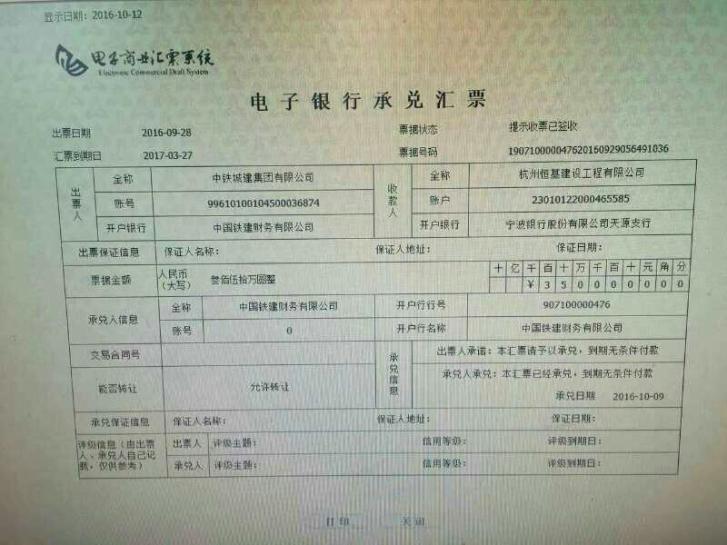 显示日期：2016-10-12
电子商业汇票系统
Electronic Commercial Draft System
电子银行承兑汇票
出票日期 2016-09-28 票据状态 提示收票已签收
汇票到期日 2017-03-27 票据号码 190710000047620160929056491036
出票人 全称 中铁城建集团有限公司 收款人 全称 杭州恒基建设工程有限公司
账号 99610100104500036874 账户 23010122000465585
开户银行 中国铁建财务有限公司 开户银行 宁波银行股份有限公司天源支行
出票保证信息 保证人名称： 保证人地址： 保证日期：
票据金额 人民币（大写） 叁佰伍拾万圆整 十亿千百十万千百十元角分
￥350000000
承兑人信息 全称 中国铁建财务有限公司 开户行行号 907100000476
账号 0 开户行名称 中国铁建财务有限公司
交易合同号 承兑信息 出票人承诺：本汇票请予以承兑，到期无条件付款
能否转让 允许转让 承兑人承兑：本汇票已经承兑，到期无条件付款
承兑日期 2016-10-09
承兑保证信息 保证人名称： 保证人地址： 保证日期：
评级信息（由出票人、承兑人自己记载，仅供参考） 出票人 评级主题： 信用等级： 评级到期日：
承兑人 评级主题： 信用等级： 评级到期日：
打印 关闭